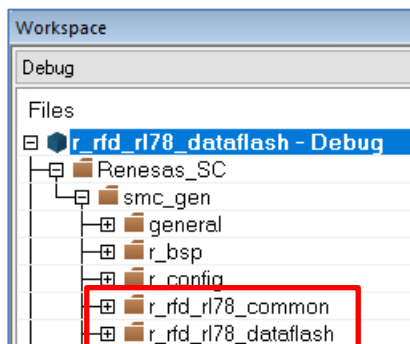 Workspace
Debug
Files
r_rfd_rl78_dataflash - Debug
Renesas_SC
smc_gen
general
r_bsp
r_config
r_rfd_rl78_common
r_rfd_rl78_dataflash